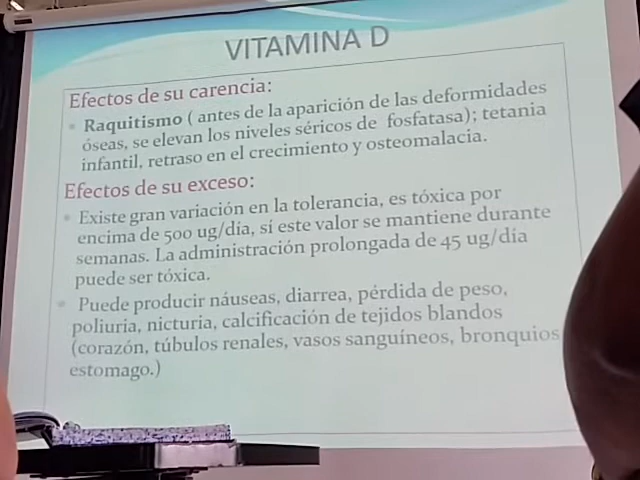 VITAMINA D
Efectos de su carencia:
Raquitismo ( antes de la aparición de las deformidades
óseas, se elevan los niveles séricos de fosfatasa); tetania
infantil, retraso en el crecimiento y osteomalacia.
Efectos de su exceso:
Existe gran variación en la tolerancia, es tóxica por
encima de 500 ug/día, sí este valor se mantiene durante
semanas. La administración prolongada de 45 ug/día
puede ser tóxica.
Puede producir náuseas, diarrea, pérdida de peso,
poliuria, nicturia, calcificación de tejidos blandos
(corazón, túbulos renales, vasos sanguíneos, bronquios
estomago.)